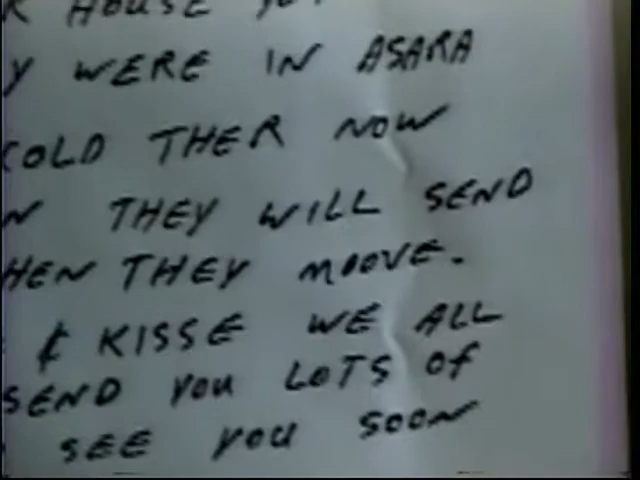 HOUSE
Y WERE IN ASARA
COLD THER NOW
N THEY WILL SEND
HEN THEY MOOVE.
& KISSE WE ALL
SEND YOU LOTS OF
SEE YOU SOON